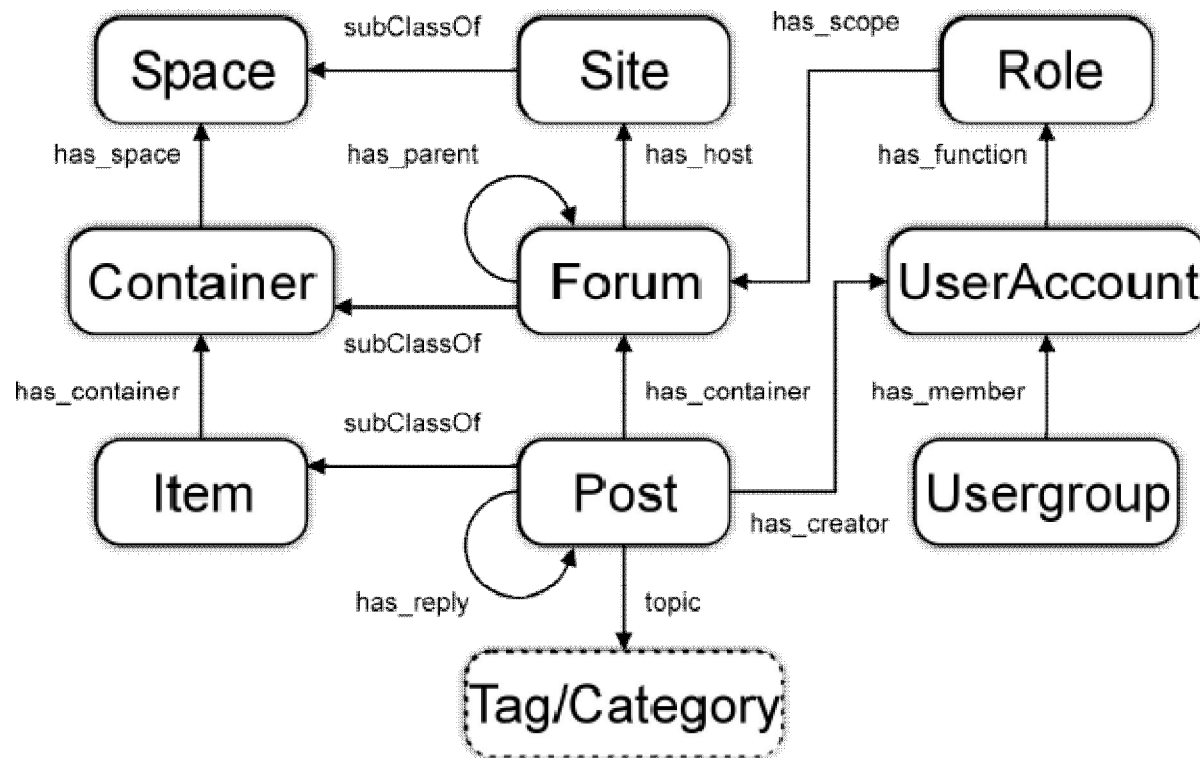 subClassOf
has_scope
Space
Site
Role
has_space
has_parent
has_host
has_function
Container
Forum
UserAccount
subClassOf
has_container
has_container
has_member
subClassOf
Item
Post
Usergroup
has_creator
has_reply
topic
Tag/Category